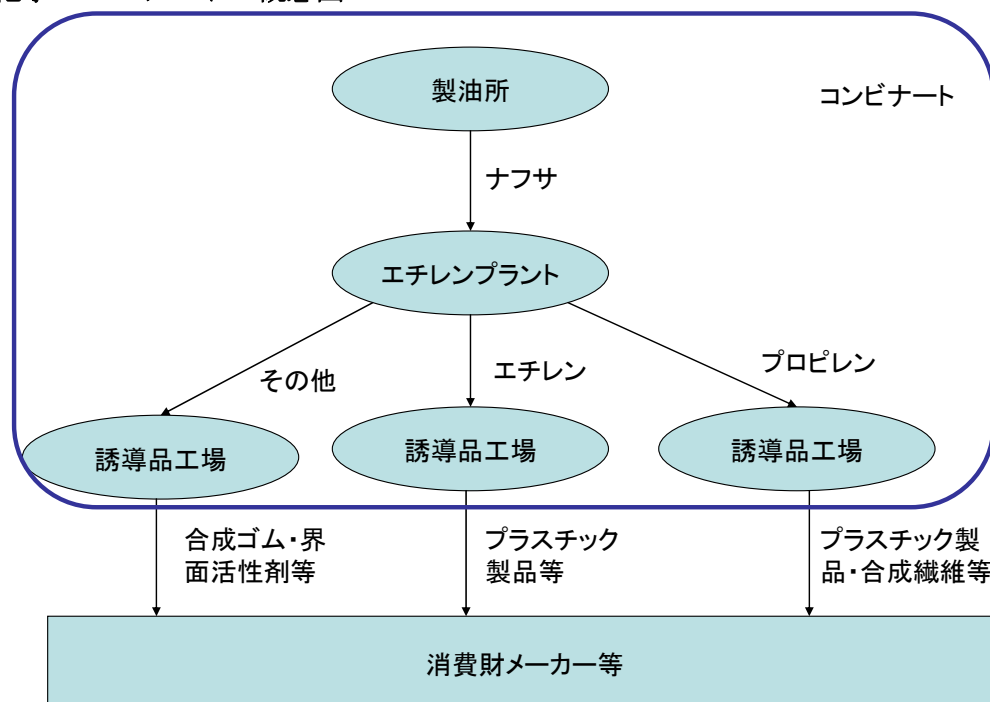 製油所
コンビナート
ナフサ
エチレンプラント
その他
エチレン
プロピレン
誘導品工場
誘導品工場
誘導品工場
合成ゴム・界
面活性剤等
プラスチック
製品等
プラスチック製
品・合成繊維等
消費財メーカー等